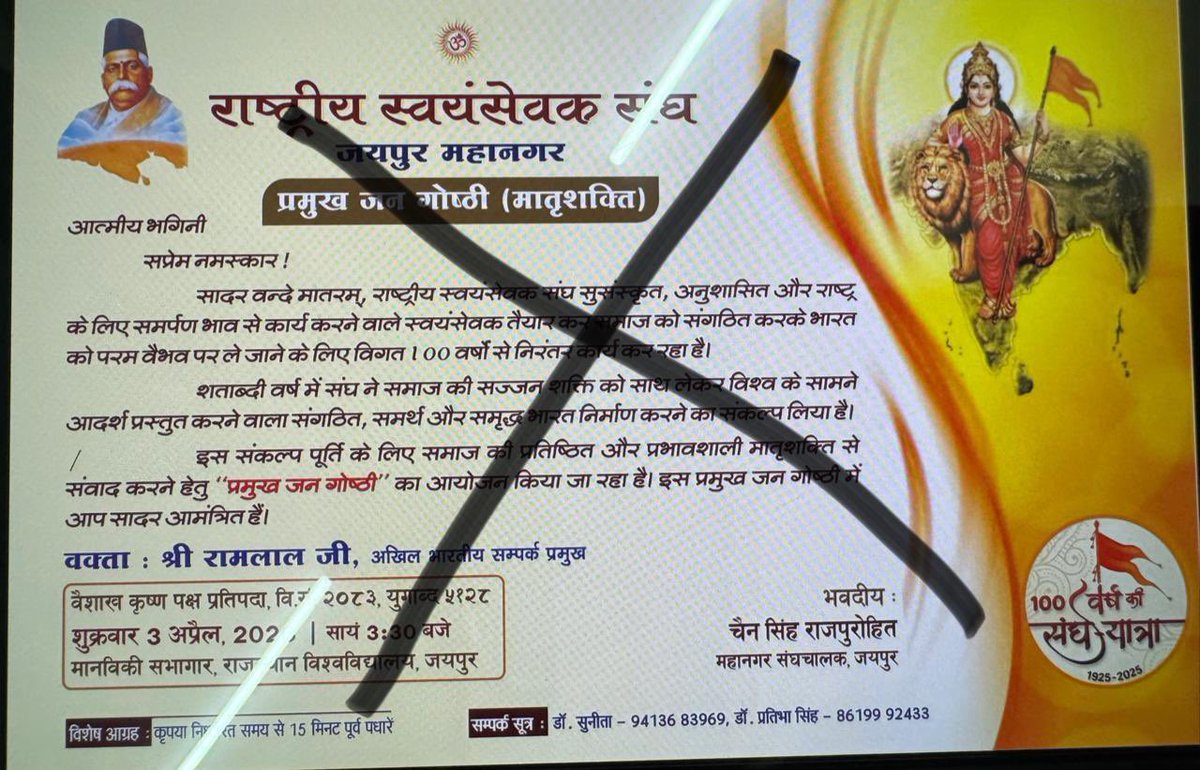 ॐ
राष्ट्रीय स्वयंसेवक संघ
जयपुर महानगर
प्रमुख जन गोष्ठी (मातृशक्ति)
आत्मीय भगिनी
सप्रेम नमस्कार !
सादर वन्दे मातरम्, राष्ट्रीय स्वयंसेवक संघ सुसंस्कृत, अनुशासित और राष्ट्र
के लिए समर्पण भाव से कार्य करने वाले स्वयंसेवक तैयार कर समाज को संगठित करके भारत
को परम वैभव पर ले जाने के लिए विगत 100 वर्षो से निरंतर कार्य कर रहा है।
शताब्दी वर्ष में संघ ने समाज की सज्जन शक्ति को साथ लेकर विश्व के सामने
आदर्श प्रस्तुत करने वाला संगठित, समर्थ और समृद्ध भारत निर्माण करने का संकल्प लिया है।
इस संकल्प पूर्ति के लिए समाज की प्रतिष्ठित और प्रभावशाली मातृशक्ति से
संवाद करने हेतु "प्रमुख जन गोष्ठी" का आयोजन किया जा रहा है। इस प्रमुख जन गोष्ठी में
आप सादर आमंत्रित हैं।
वक्ता : श्री रामलाल जी, अखिल भारतीय सम्पर्क प्रमुख
वैशाख कृष्ण पक्ष प्रतिपदा, वि.सं. २०८३, युगाब्द ५१२८
शुक्रवार 3 अप्रैल, | सायं 3:30 बजे
मानविकी सभागार, राजस्थान विश्वविद्यालय, जयपुर
भवदीय :
चैन सिंह राजपुरोहित
महानगर संघचालक, जयपुर
विशेष आग्रह : कृपया निर्धारित समय से 15 मिनट पूर्व पधारें
सम्पर्क सूत्र : डॉ. सुनीता – 94136 83969, डॉ. प्रतिभा सिंह – 86199 92433
100 वर्ष की
संघ यात्रा
1925-2025